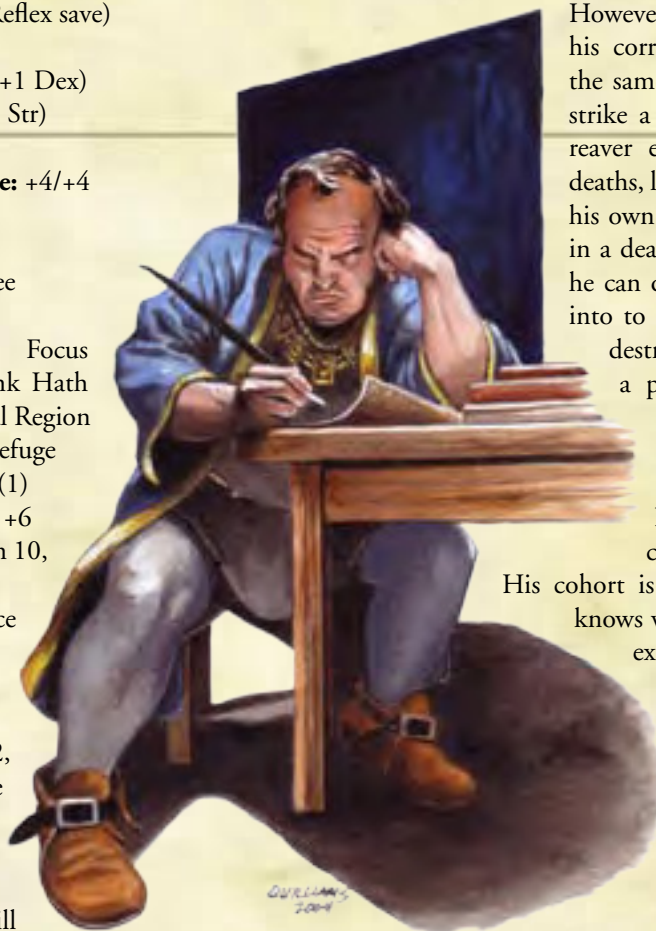 Reflex save)
+1 Dex)
Str)
e: +4/+4
ee
Focus
nk Hath
l Region
efuge
(1)
+6
n 10,
ce
2,
e
ill
However
his corr
the sam
strike a
reaver e
deaths, l
his own
in a dea
he can c
into to
destr
a p
c
His cohort is
knows v
ex
2004